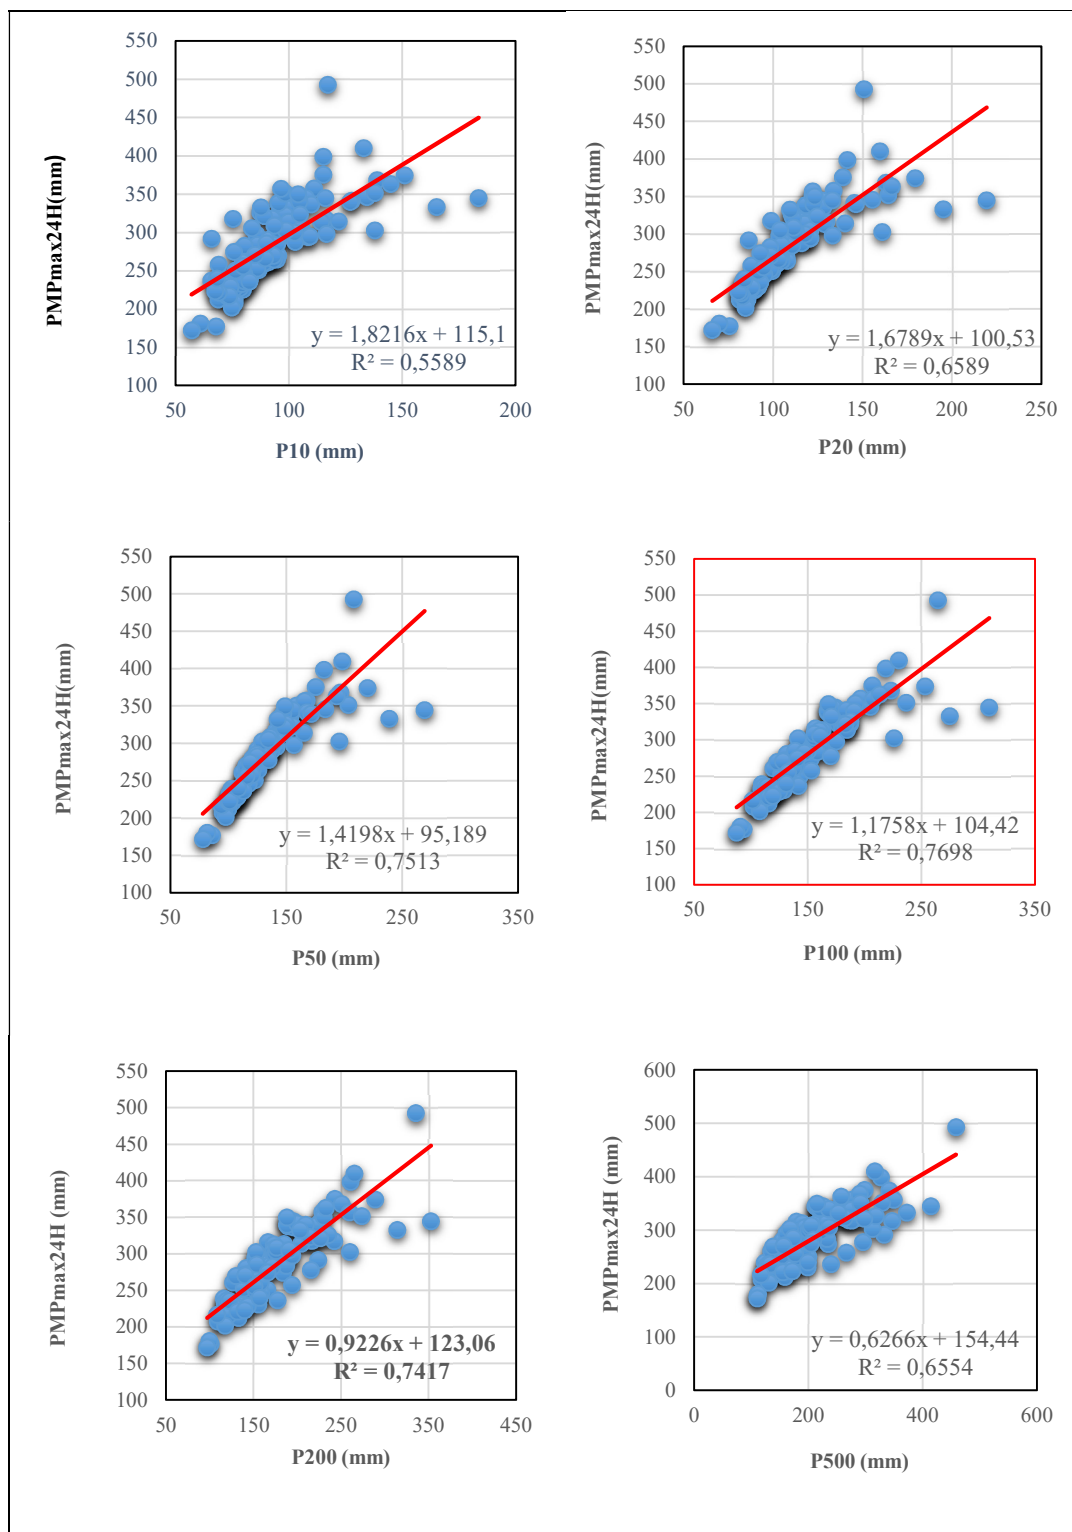 550
500
450
400
350
300
250
200
150
100
PMPmax24H(mm)
y = 1,8216x + 115,1
R² = 0,5589
50 100 150 200
P10 (mm)
550
500
450
400
350
300
250
200
150
100
PMPmax24H(mm)
y = 1,6789x + 100,53
R² = 0,6589
50 100 150 200 250
P20 (mm)
550
500
450
400
350
300
250
200
150
100
PMPmax24H(mm)
y = 1,4198x + 95,189
R² = 0,7513
50 150 250 350
P50 (mm)
550
500
450
400
350
300
250
200
150
100
PMPmax24H(mm)
y = 1,1758x + 104,42
R² = 0,7698
50 150 250 350
P100 (mm)
550
500
450
400
350
300
250
200
150
100
PMPmax24H (mm)
y = 0,9226x + 123,06
R² = 0,7417
50 150 250 350 450
P200 (mm)
600
500
400
300
200
100
0
PMPmax24H (mm)
y = 0,6266x + 154,44
R² = 0,6554
0 200 400 600
P500 (mm)